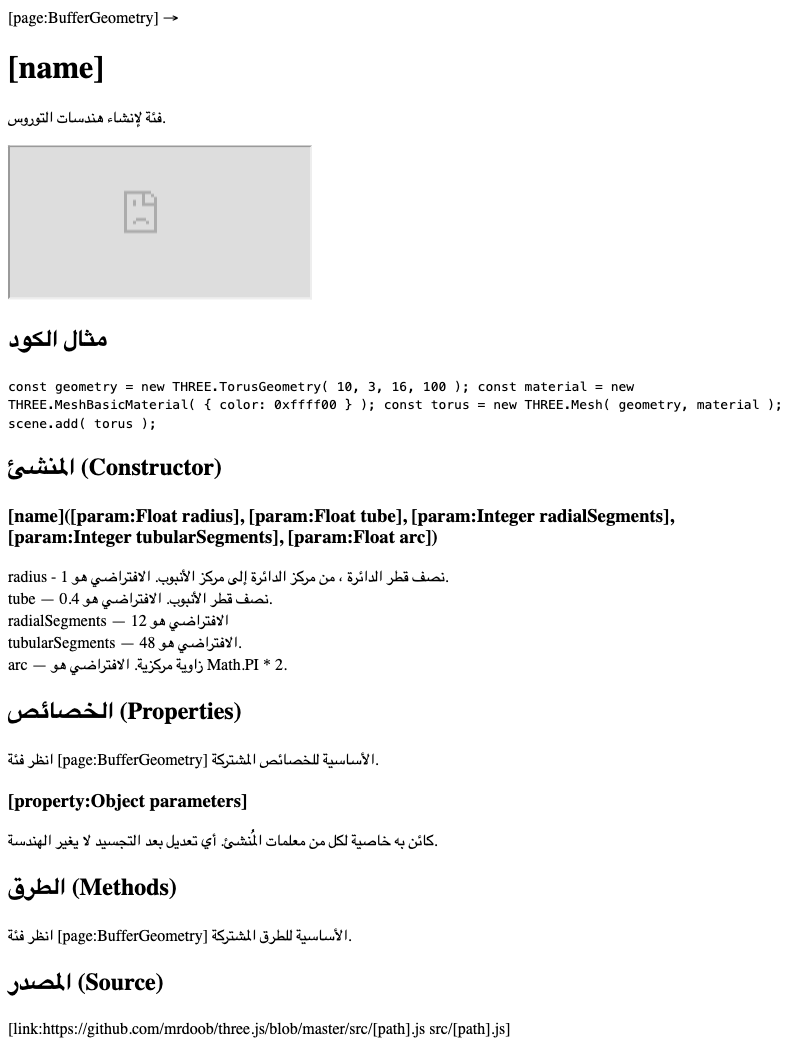 [page:BufferGeometry] →
[name]
فئة لإنشاء هندسات التوروس.
مثال الكود
const geometry = new THREE.TorusGeometry( 10, 3, 16, 100 ); const material = new
THREE.MeshBasicMaterial( { color: 0xffff00 } ); const torus = new THREE.Mesh( geometry, material );
scene.add( torus );
المنشئ (Constructor)
[name]([param:Float radius], [param:Float tube], [param:Integer radialSegments],
[param:Integer tubularSegments], [param:Float arc])
radius - نصف قطر الدائرة ، من مركز الدائرة إلى مركز الأنبوب. الافتراضي هو 1.
tube — نصف قطر الأنبوب. الافتراضي هو 0.4.
radialSegments — الافتراضي هو 12
tubularSegments — الافتراضي هو 48.
arc — زاوية مركزية. الافتراضي هو Math.PI * 2.
الخصائص (Properties)
انظر فئة [page:BufferGeometry] الأساسية للخصائص المشتركة.
[property:Object parameters]
كائن به خاصية لكل من معلمات المُنشئ. أي تعديل بعد التجسيد لا يغير الهندسة.
الطرق (Methods)
انظر فئة [page:BufferGeometry] الأساسية للطرق المشتركة.
المصدر (Source)
[link:https://github.com/mrdoob/three.js/blob/master/src/[path].js src/[path].js]